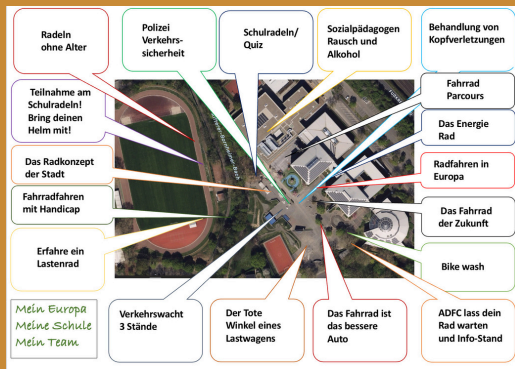 Radeln
ohne Alter
Polizei
Verkehrs-
sicherheit
Schulradeln/
Quiz
Sozialpädagogen
Rausch und
Alkohol
Behandlung von
Kopfverletzungen
Teilnahme am
Schulradeln!
Bring deinen
Helm mit!
Fahrrad
Parcours
Das Energie
Rad
Das Radkonzept
der Stadt
Radfahren in
Europa
Fahrradfahren
mit Handicap
Das Fahrrad
der Zukunft
Erfahre ein
Lastenrad
Bike wash
Mein Europa
Meine Schule
Mein Team
Verkehrswacht
3 Stände
Der Tote
Winkel eines
Lastwagens
Das Fahrrad ist
das bessere
Auto
ADFC lass dein
Rad warten
und Info-Stand